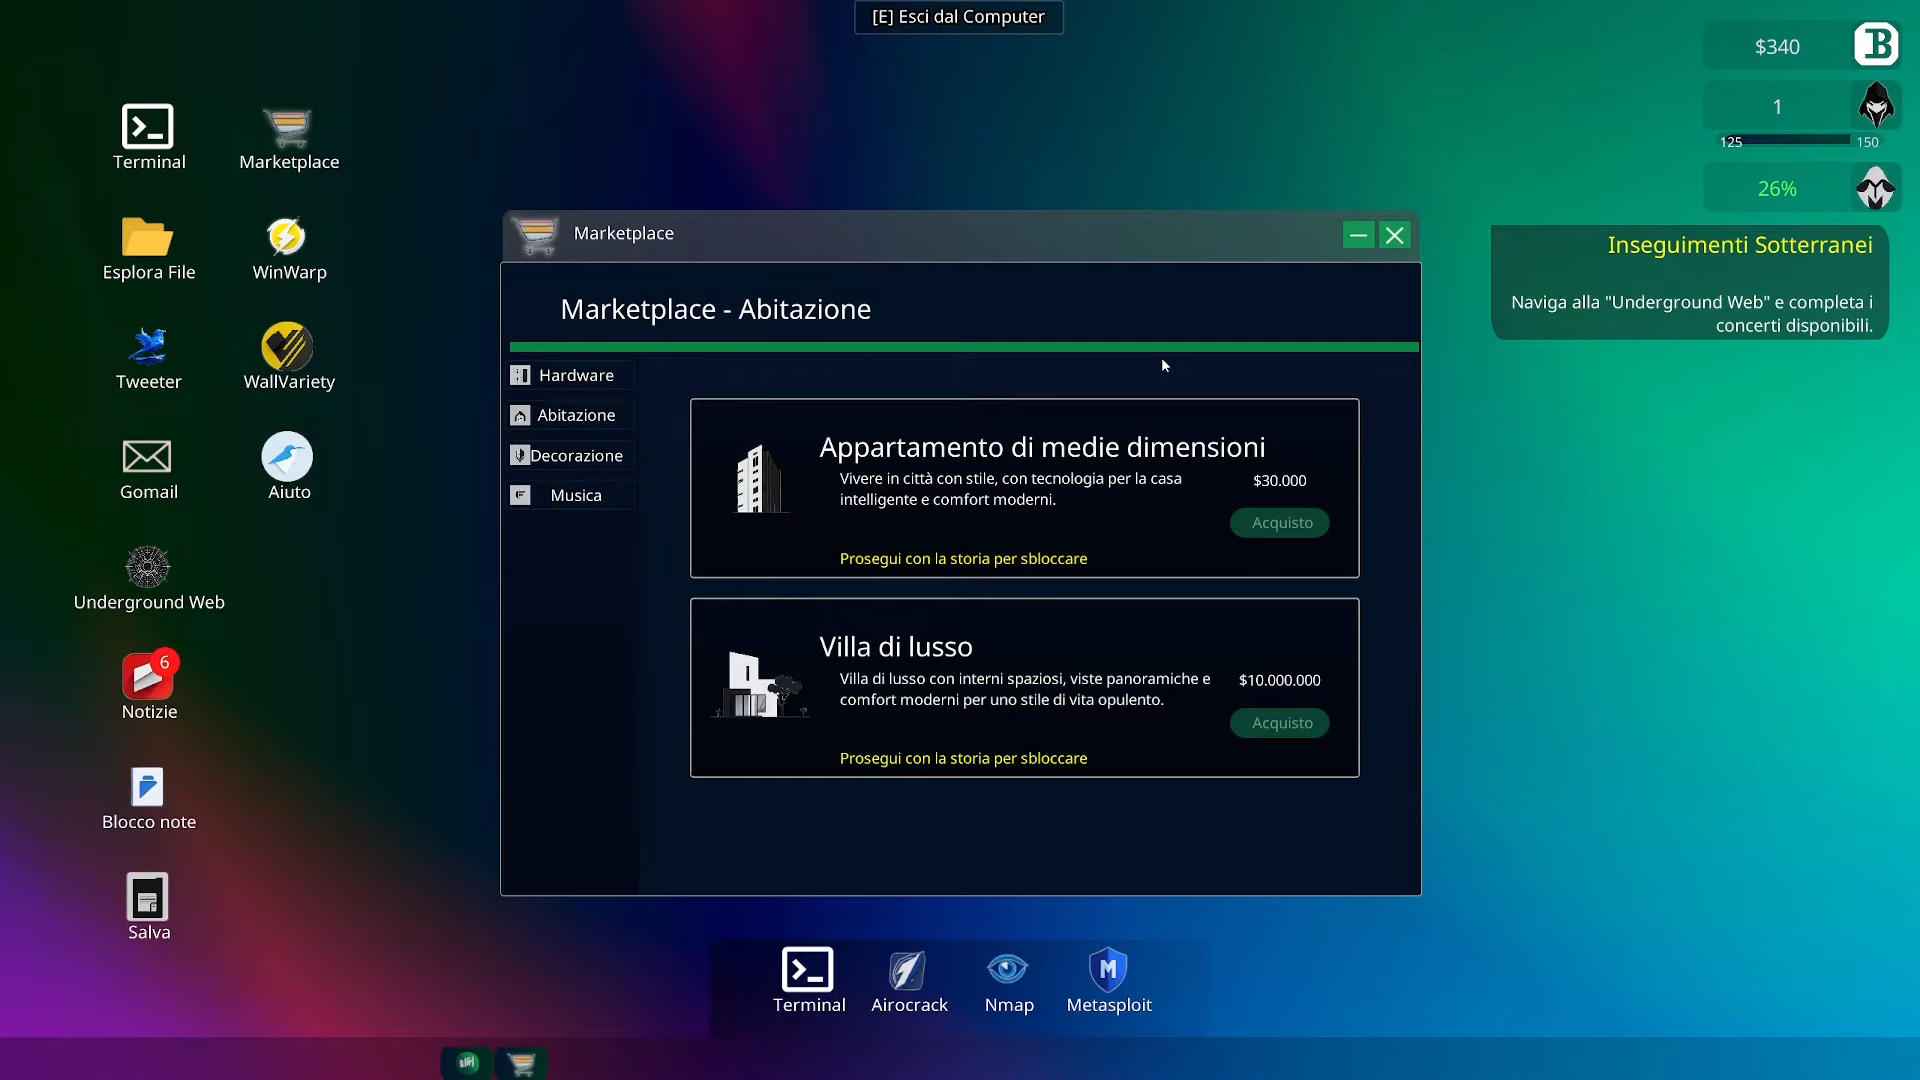 [E] Esci dal Computer
$340
B
1
125
150
26%
Inseguimenti Sotterranei
Naviga alla "Underground Web" e completa i
concerti disponibili.
Terminal
Marketplace
Esplora File
WinWarp
Tweeter
WallVariety
Gomail
Aiuto
Underground Web
6
Notizie
Blocco note
Salva
Marketplace
Marketplace - Abitazione
Hardware
Abitazione
Decorazione
Musica
Appartamento di medie dimensioni
Vivere in città con stile, con tecnologia per la casa
intelligente e comfort moderni.
$30.000
Acquisto
Prosegui con la storia per sbloccare
Villa di lusso
Villa di lusso con interni spaziosi, viste panoramiche e
comfort moderni per uno stile di vita opulento.
$10.000.000
Acquisto
Prosegui con la storia per sbloccare
M
Terminal
Airocrack
Nmap
Metasploit